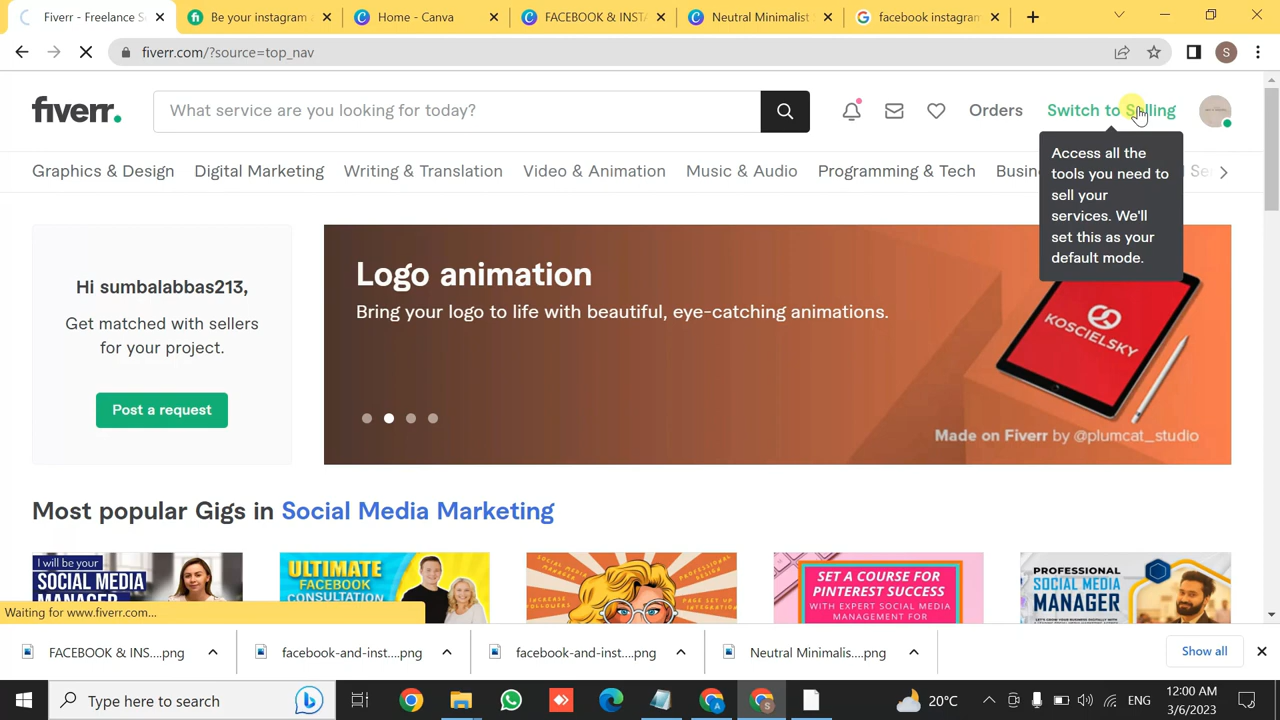 Fiverr - Freelance S
Be your instagram a
Home - Canva
FACEBOOK & INSTA
Neutral Minimalist
facebook instagram
fiverr.com/?source=top_nav
S
fiverr.
What service are you looking for today?
Orders
Switch to Selling
Access all the
tools you need to
sell your
services. We'll
set this as your
default mode.
Graphics & Design
Digital Marketing
Writing & Translation
Video & Animation
Music & Audio
Programming & Tech
Hi sumbalabbas213,
Get matched with sellers
for your project.
Post a request
Logo animation
Bring your logo to life with beautiful, eye-catching animations.
KOSCIELSKY
Made on Fiverr by @plumcat_studio
Most popular Gigs in Social Media Marketing
I will be your
SOCIAL MEDIA
MANAGER
ULTIMATE
FACEBOOK
CONSULTATION
SET A COURSE FOR
PINTEREST SUCCESS
WITH EXPERT SOCIAL MEDIA
MANAGEMENT FOR
PROFESSIONAL
SOCIAL MEDIA
MANAGER
Waiting for www.fiverr.com...
FACEBOOK & INS....png
facebook-and-inst....png
facebook-and-inst....png
Neutral Minimalis....png
Show all
Type here to search
20°C
ENG
12:00 AM
3/6/2023